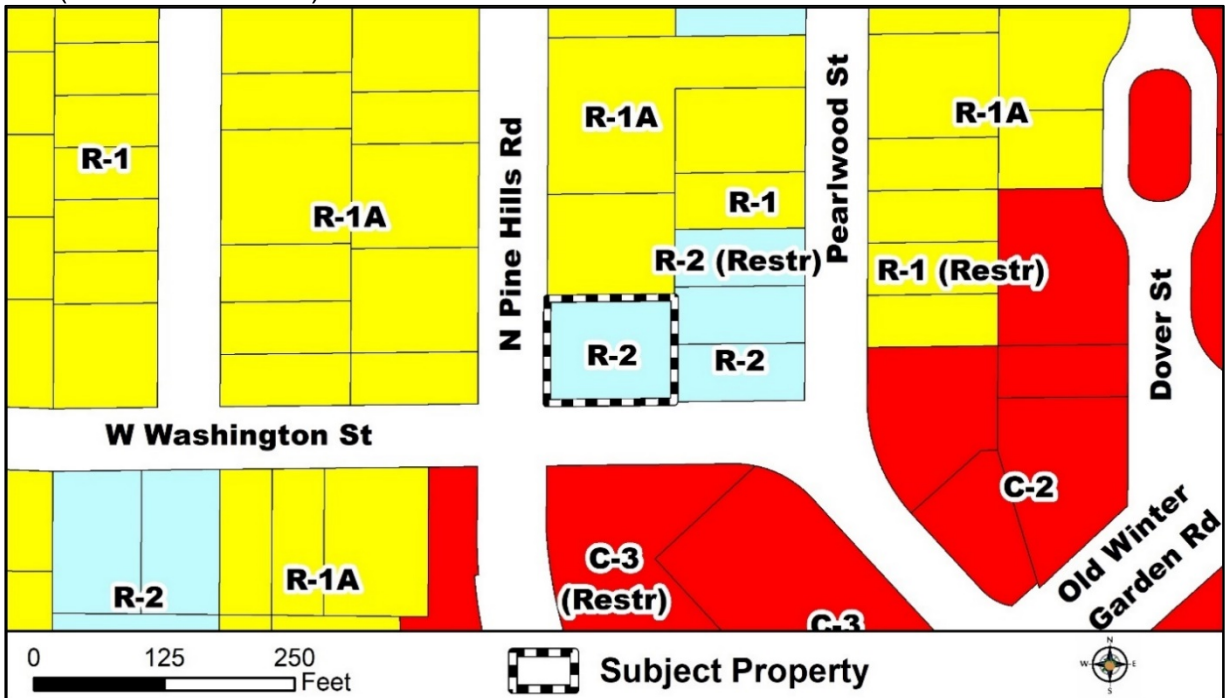 R-1
R-1A
N Pine Hills Rd
R-1A
R-1
R-2 (Restr)
R-2
R-2
Pearlwood St
R-1A
R-1 (Restr)
Dover St
W Washington St
R-2
R-1A
C-3
(Restr)
C-3
C-2
Old Winter
Garden Rd
0 125 250
Feet
Subject Property
N
W E
S